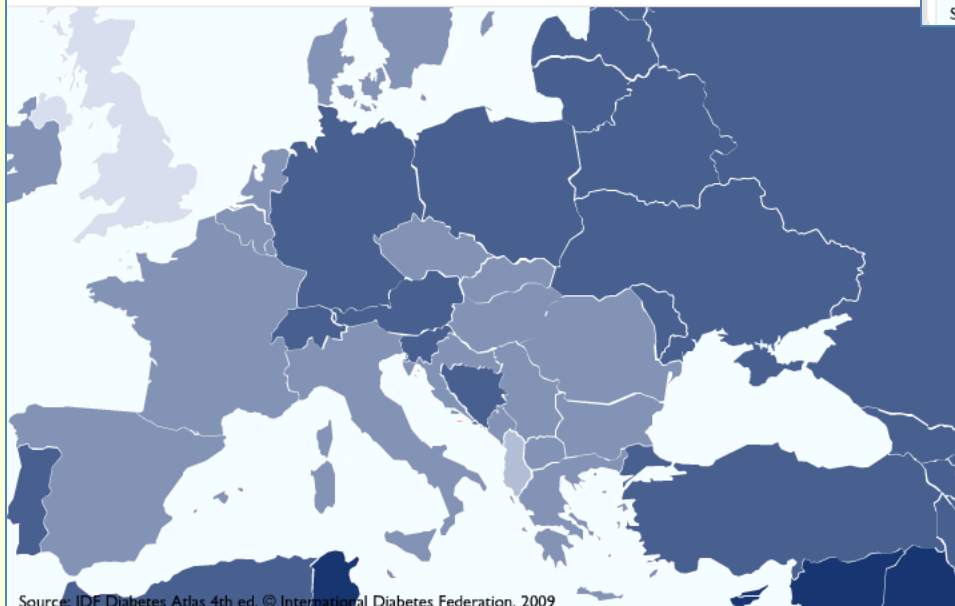 S
Source: IDF Diabetes Atlas 4th ed. © International Diabetes Federation, 2009